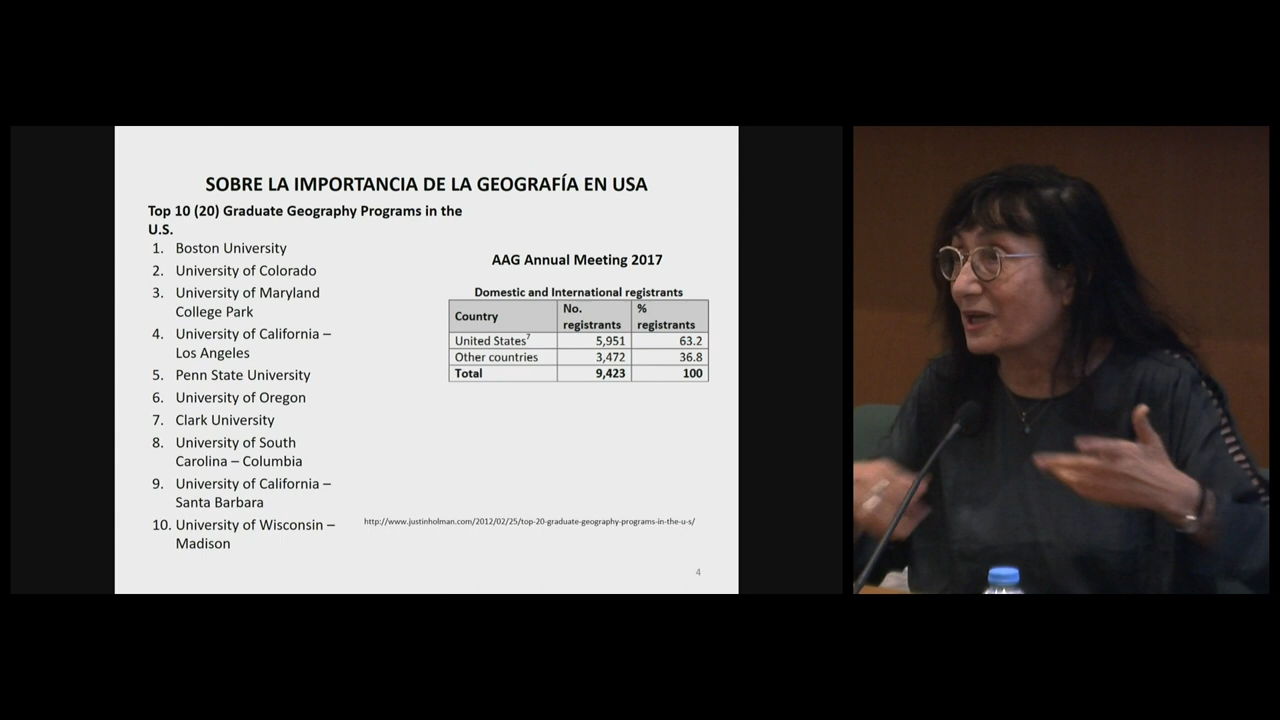 SOBRE LA IMPORTANCIA DE LA GEOGRAFÍA EN USA
Top 10 (20) Graduate Geography Programs in the
U.S.
1. Boston University
2. University of Colorado
3. University of Maryland
College Park
4. University of California –
Los Angeles
5. Penn State University
6. University of Oregon
7. Clark University
8. University of South
Carolina – Columbia
9. University of California –
Santa Barbara
10. University of Wisconsin –
Madison
AAG Annual Meeting 2017
Domestic and International registrants
Country No. registrants % registrants
United States7 5,951 63.2
Other countries 3,472 36.8
Total 9,423 100
http://www.justinholman.com/2012/02/25/top-20-graduate-geography-programs-in-the-u-s/
4